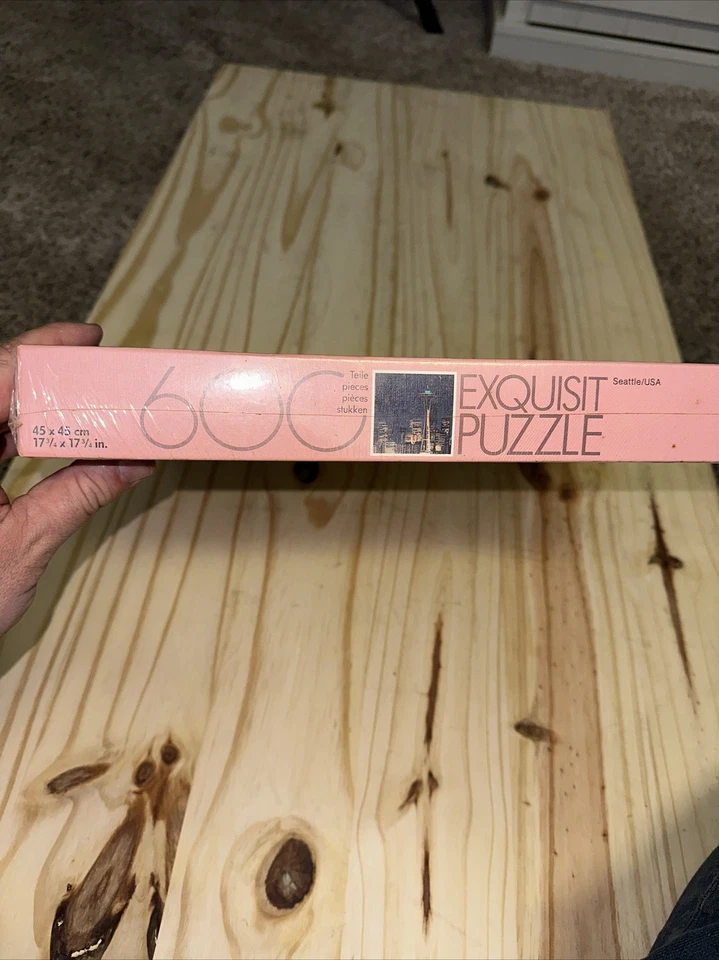 45 x 45 cm
17 ³/₄ x 17 ³/₄ in.
600
Teile
pieces
pièces
stukken
EXQUISIT
PUZZLE
Seattle/USA